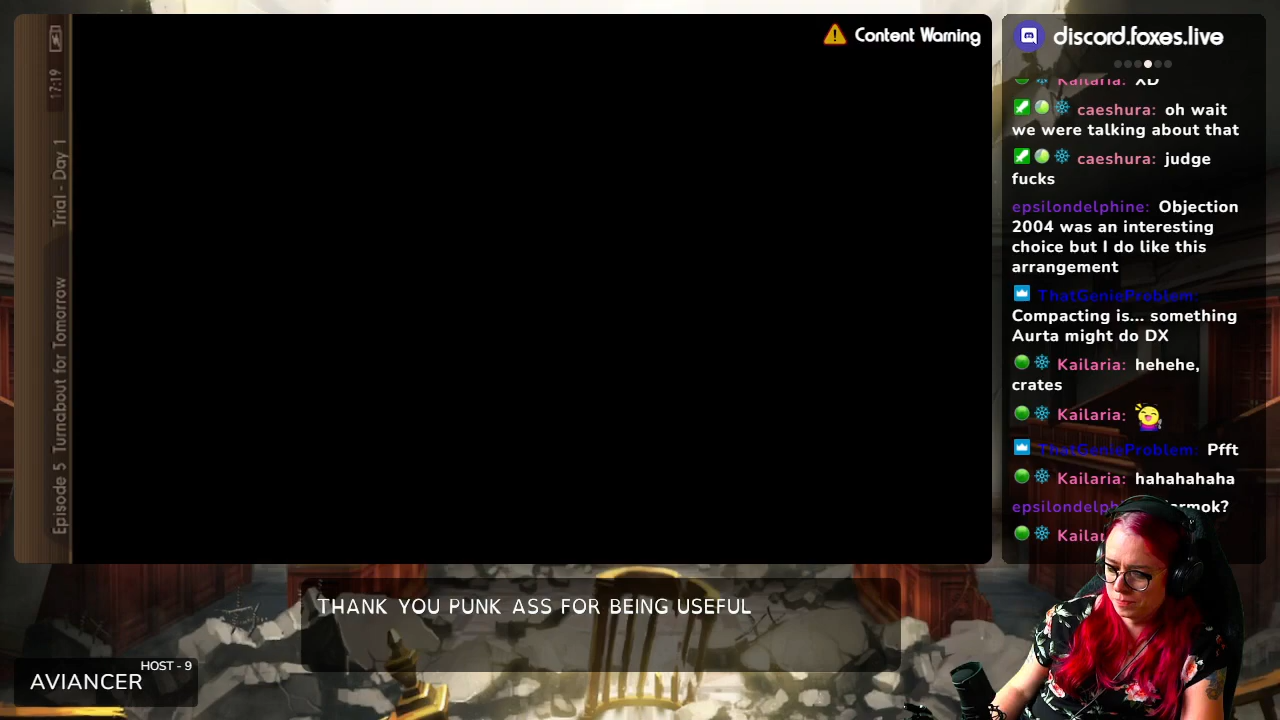 17:19
Trial - Day 1
Episode 5 Turnabout for Tomorrow
Content Warning
discord.foxes.live
Kailaria: XD
caeshura: oh wait
we were talking about that
caeshura: judge
fucks
epsilondelphine: Objection
2004 was an interesting
choice but I do like this
arrangement
ThatGenieProblem:
Compacting is... something
Aurta might do DX
Kailaria: hehehe,
crates
Kailaria:
ThatGenieProblem: Pfft
Kailaria: hahahahaha
THANK YOU PUNK ASS FOR BEING USEFUL
HOST - 9
AVIANCER